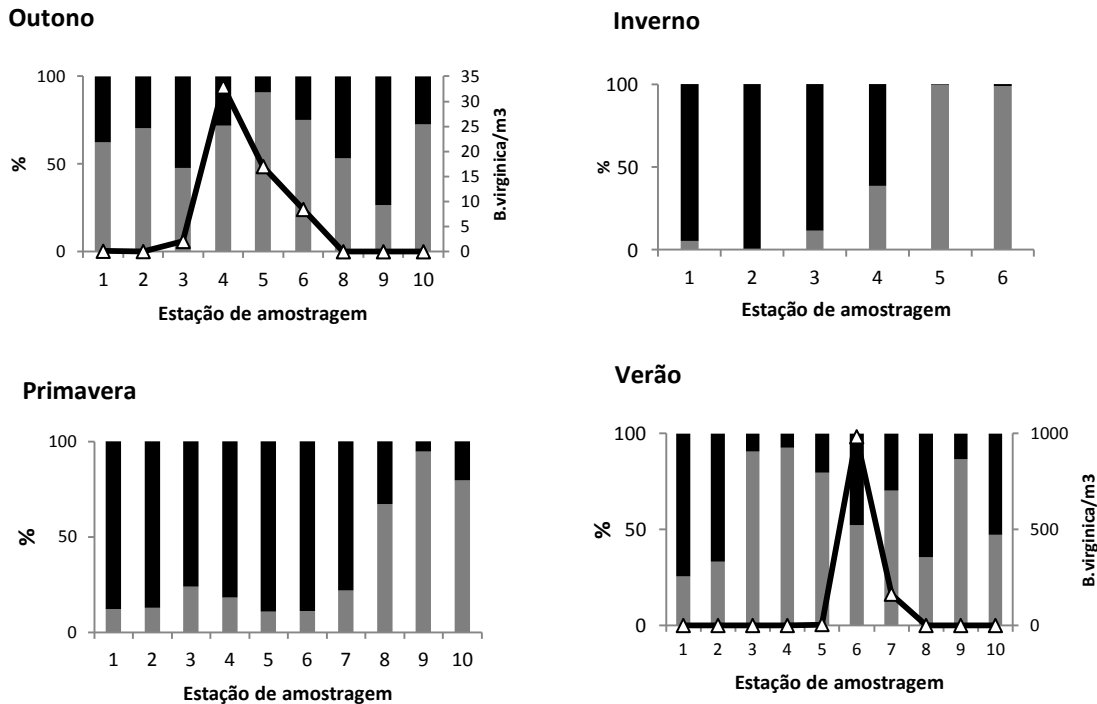 Outono
100
50
0
%
35
30
25
20
15
10
5
0
B.virginica/m3
1 2 3 4 5 6 8 9 10
Estação de amostragem
Inverno
100
50
0
%
1 2 3 4 5 6
Estação de amostragem
Primavera
100
50
0
%
1 2 3 4 5 6 7 8 9 10
Estação de amostragem
Verão
100
50
0
%
1000
500
0
B.virginica/m3
1 2 3 4 5 6 7 8 9 10
Estação de amostragem